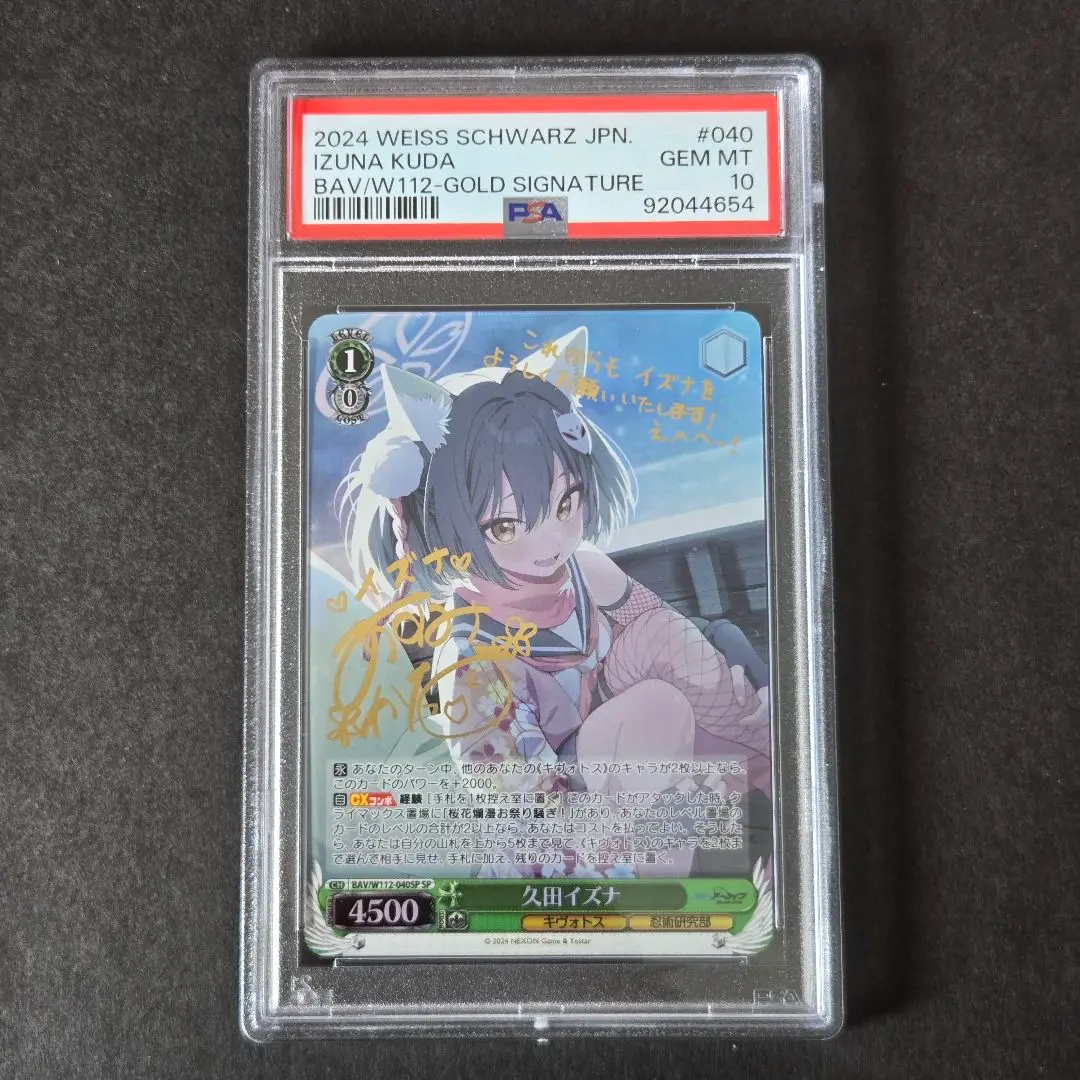 2024 WEISS SCHWARZ JPN. #040
IZUNA KUDA GEM MT
BAV/W112-GOLD SIGNATURE 10
PSA 92044654
LEVEL
1
0
COST
これからも イズナを
よろしくお願いいたします!
えへへ〜!
イズナ
永 あなたのターン中、他のあなたの《キヴォトス》のキャラが2枚以上なら、
このカードのパワーを+2000。
自 CXコンボ 経験 [手札を1枚控え室に置く] このカードがアタックした時、ク
ライマックス置場に「桜花爛漫お祭り騒ぎ!」があり、あなたのレベル置場の
カードのレベルの合計が2以上なら、あなたはコストを払ってよい。そうした
ら、あなたは自分の山札を上から5枚まで見て、《キヴォトス》のキャラを2枚ま
で選んで相手に見せ、手札に加え、残りのカードを控え室に置く。
CH BAV/W112-040SP SP
久田イズナ
4500
キヴォトス 忍術研究部
© 2024 NEXON Game & Yostar
PSA